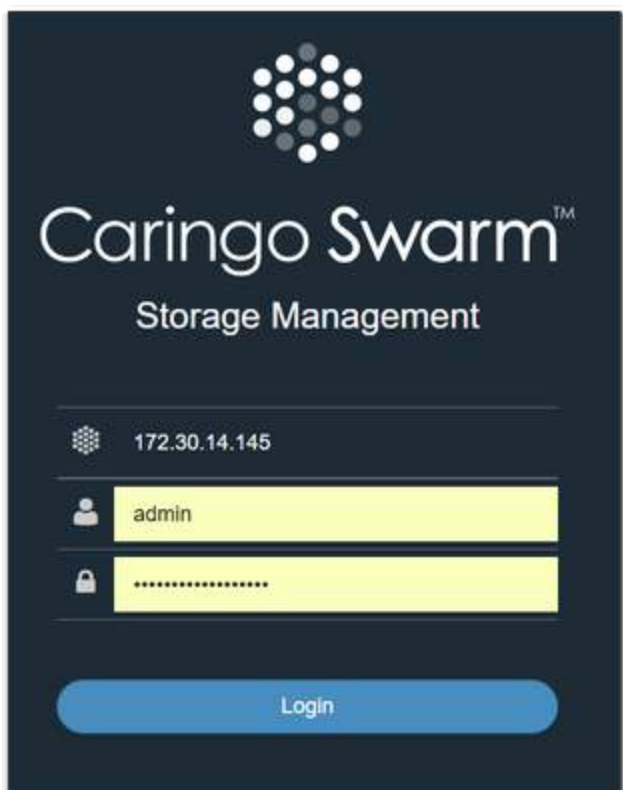 Caringo Swarm™
Storage Management
172.30.14.145
admin
••••••••••••••••••
Login